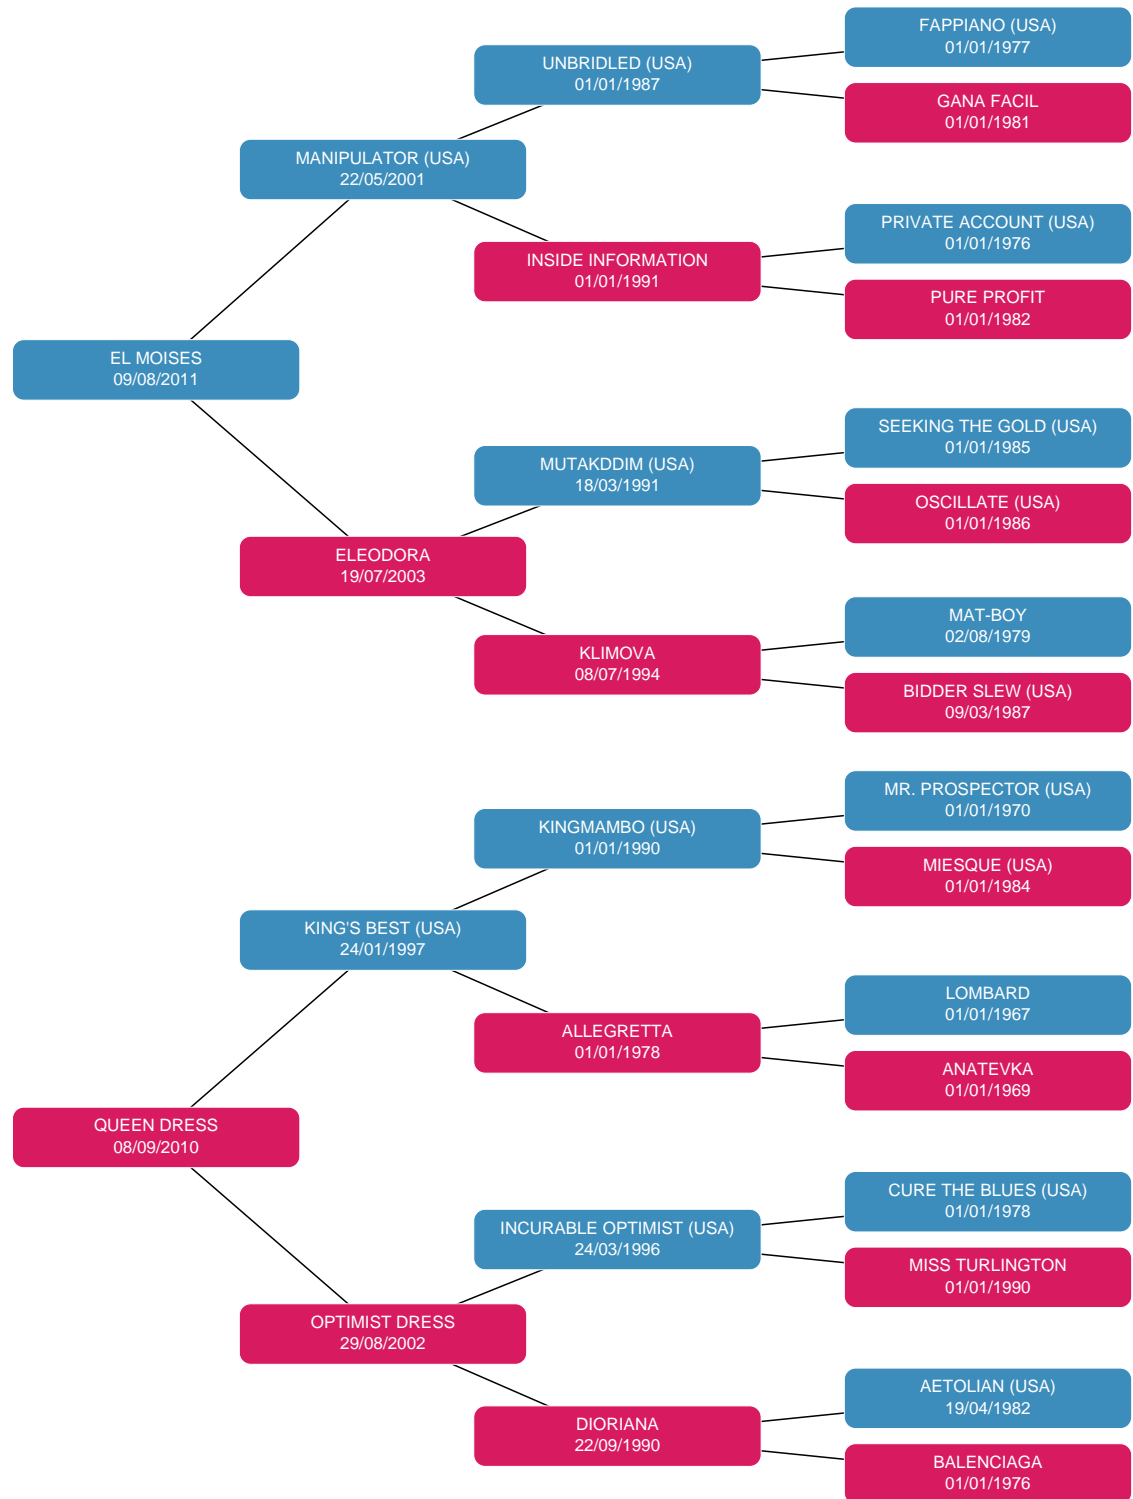 FAPPIANO (USA)
01/01/1977
UNBRIDLED (USA)
01/01/1987
GANA FACIL
01/01/1981
MANIPULATOR (USA)
22/05/2001
PRIVATE ACCOUNT (USA)
01/01/1976
INSIDE INFORMATION
01/01/1991
PURE PROFIT
01/01/1982
EL MOISES
09/08/2011
SEEKING THE GOLD (USA)
01/01/1985
MUTAKDDIM (USA)
18/03/1991
OSCILLATE (USA)
01/01/1986
ELEODORA
19/07/2003
MAT-BOY
02/08/1979
KLIMOVA
08/07/1994
BIDDER SLEW (USA)
09/03/1987
MR. PROSPECTOR (USA)
01/01/1970
KINGMAMBO (USA)
01/01/1990
MIESQUE (USA)
01/01/1984
KING'S BEST (USA)
24/01/1997
LOMBARD
01/01/1967
ALLEGRETTA
01/01/1978
ANATEVKA
01/01/1969
QUEEN DRESS
08/09/2010
CURE THE BLUES (USA)
01/01/1978
INCURABLE OPTIMIST (USA)
24/03/1996
MISS TURLINGTON
01/01/1990
OPTIMIST DRESS
29/08/2002
AETOLIAN (USA)
19/04/1982
DIORIANA
22/09/1990
BALENCIAGA
01/01/1976